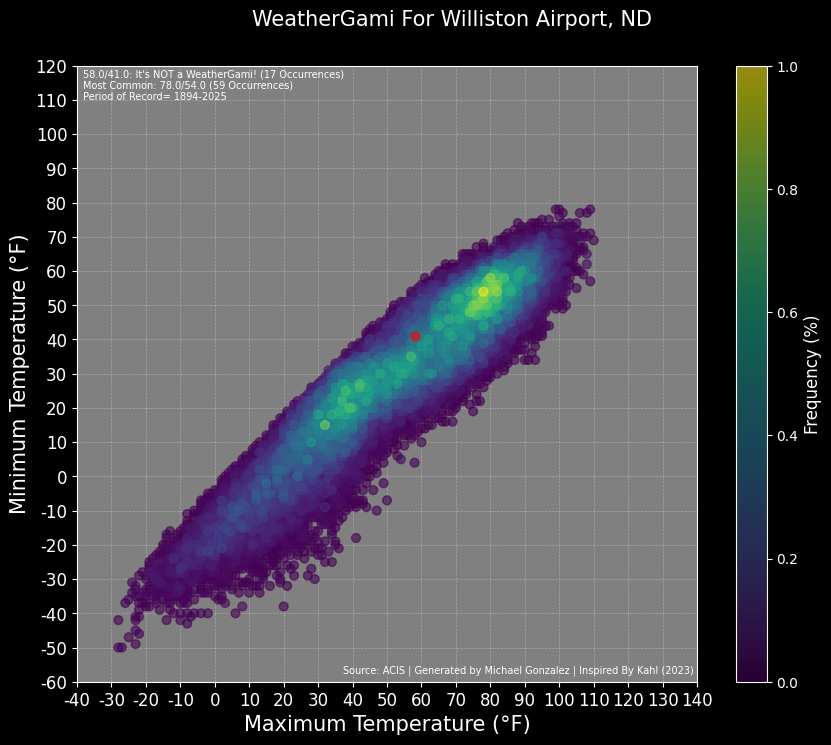 WeatherGami For Williston Airport, ND
58.0/41.0: It's NOT a WeatherGami! (17 Occurrences)
Most Common: 78.0/54.0 (59 Occurrences)
Period of Record= 1894-2025
120
110
100
90
80
70
60
50
40
30
20
10
0
-10
-20
-30
-40
-50
-60
Minimum Temperature (°F)
Source: ACIS | Generated by Michael Gonzalez | Inspired By Kahl (2023)
-40 -30 -20 -10 0 10 20 30 40 50 60 70 80 90 100 110 120 130 140
Maximum Temperature (°F)
1.0
0.8
0.6
0.4
0.2
0.0
Frequency (%)